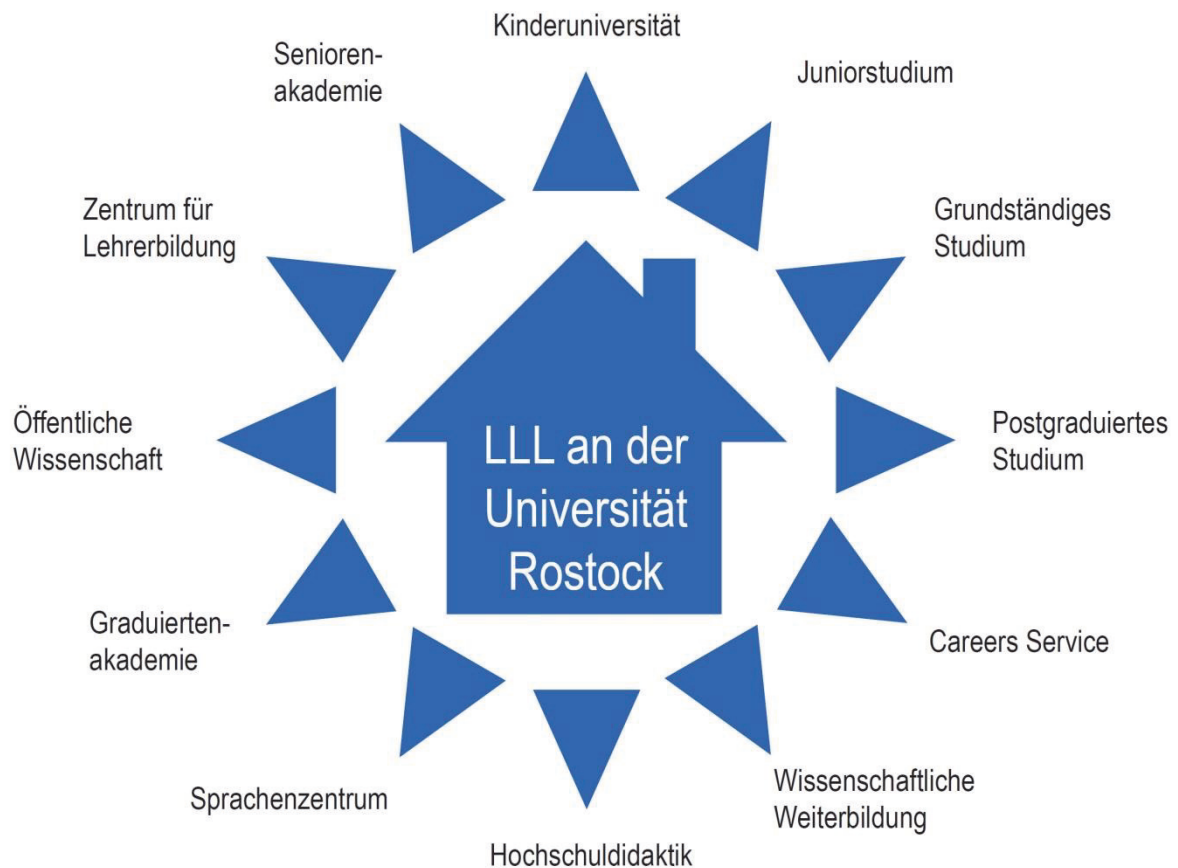 Kinderuniversität
Juniorstudium
Grundständiges
Studium
Postgraduiertes
Studium
Careers Service
Wissenschaftliche
Weiterbildung
Hochschuldidaktik
Sprachenzentrum
Graduierten-
akademie
Öffentliche
Wissenschaft
Zentrum für
Lehrerbildung
Senioren-
akademie
LLL an der
Universität
Rostock